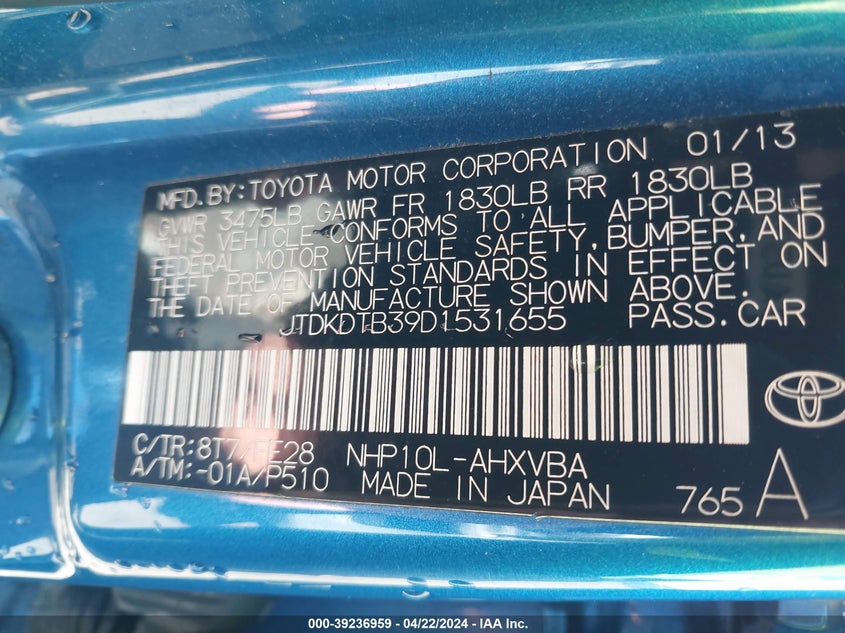 MFD.BY:TOYOTA MOTOR CORPORATION 01/13
GVWR 3475LB GAWR FR 1830LB RR 1830LB
THIS VEHICLE CONFORMS TO ALL APPLICABLE
FEDERAL MOTOR VEHICLE SAFETY,BUMPER,AND
THEFT PREVENTION STANDARDS IN EFFECT ON
THE DATE OF MANUFACTURE SHOWN ABOVE.
JTDKDTB39D1531655 PASS.CAR
C/TR:8T7/FE28 NHP10L-AHXVBA
A/TM:-01A/P510 MADE IN JAPAN 765 A
000-39236959 - 04/22/2024 - IAA Inc.